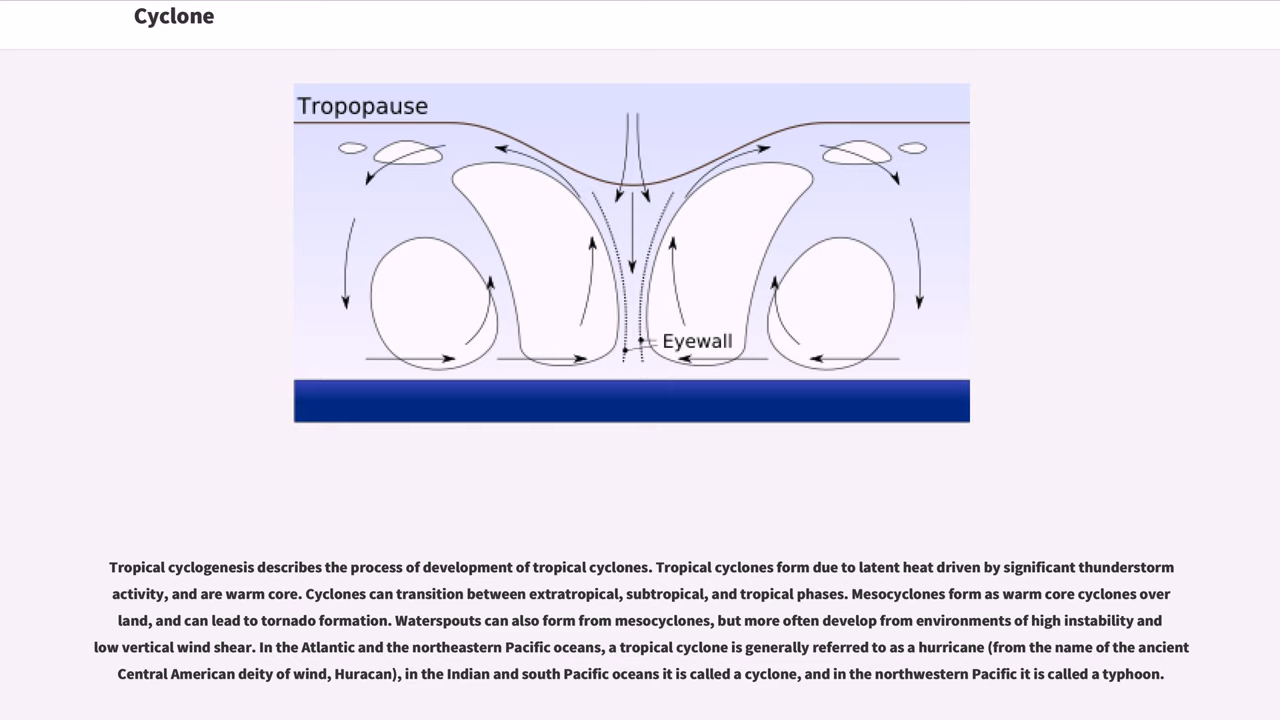 Cyclone
Tropopause
Eyewall
Tropical cyclogenesis describes the process of development of tropical cyclones. Tropical cyclones form due to latent heat driven by significant thunderstorm
activity, and are warm core. Cyclones can transition between extratropical, subtropical, and tropical phases. Mesocyclones form as warm core cyclones over
land, and can lead to tornado formation. Waterspouts can also form from mesocyclones, but more often develop from environments of high instability and
low vertical wind shear. In the Atlantic and the northeastern Pacific oceans, a tropical cyclone is generally referred to as a hurricane (from the name of the ancient
Central American deity of wind, Huracan), in the Indian and south Pacific oceans it is called a cyclone, and in the northwestern Pacific it is called a typhoon.